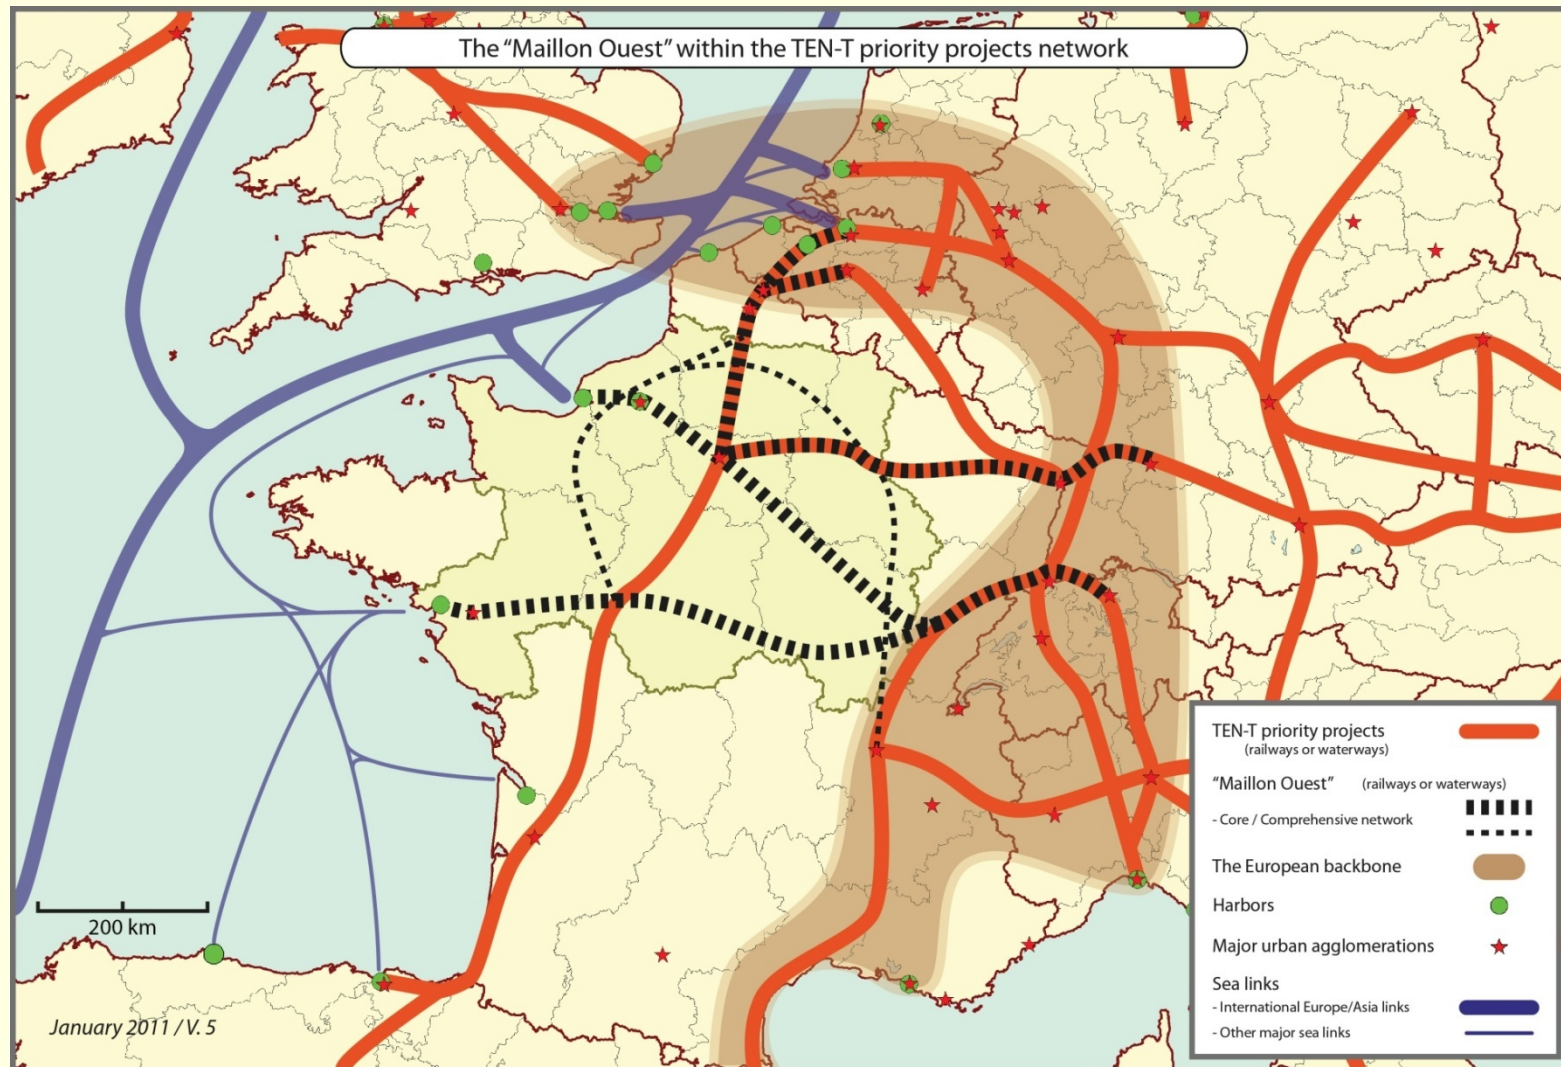 The “Maillon Ouest” within the TEN-T priority projects network
TEN-T priority projects
(railways or waterways)
“Maillon Ouest” (railways or waterways)
- Core / Comprehensive network
The European backbone
Harbors
Major urban agglomerations
Sea links
- International Europe/Asia links
- Other major sea links
200 km
January 2011 / V. 5